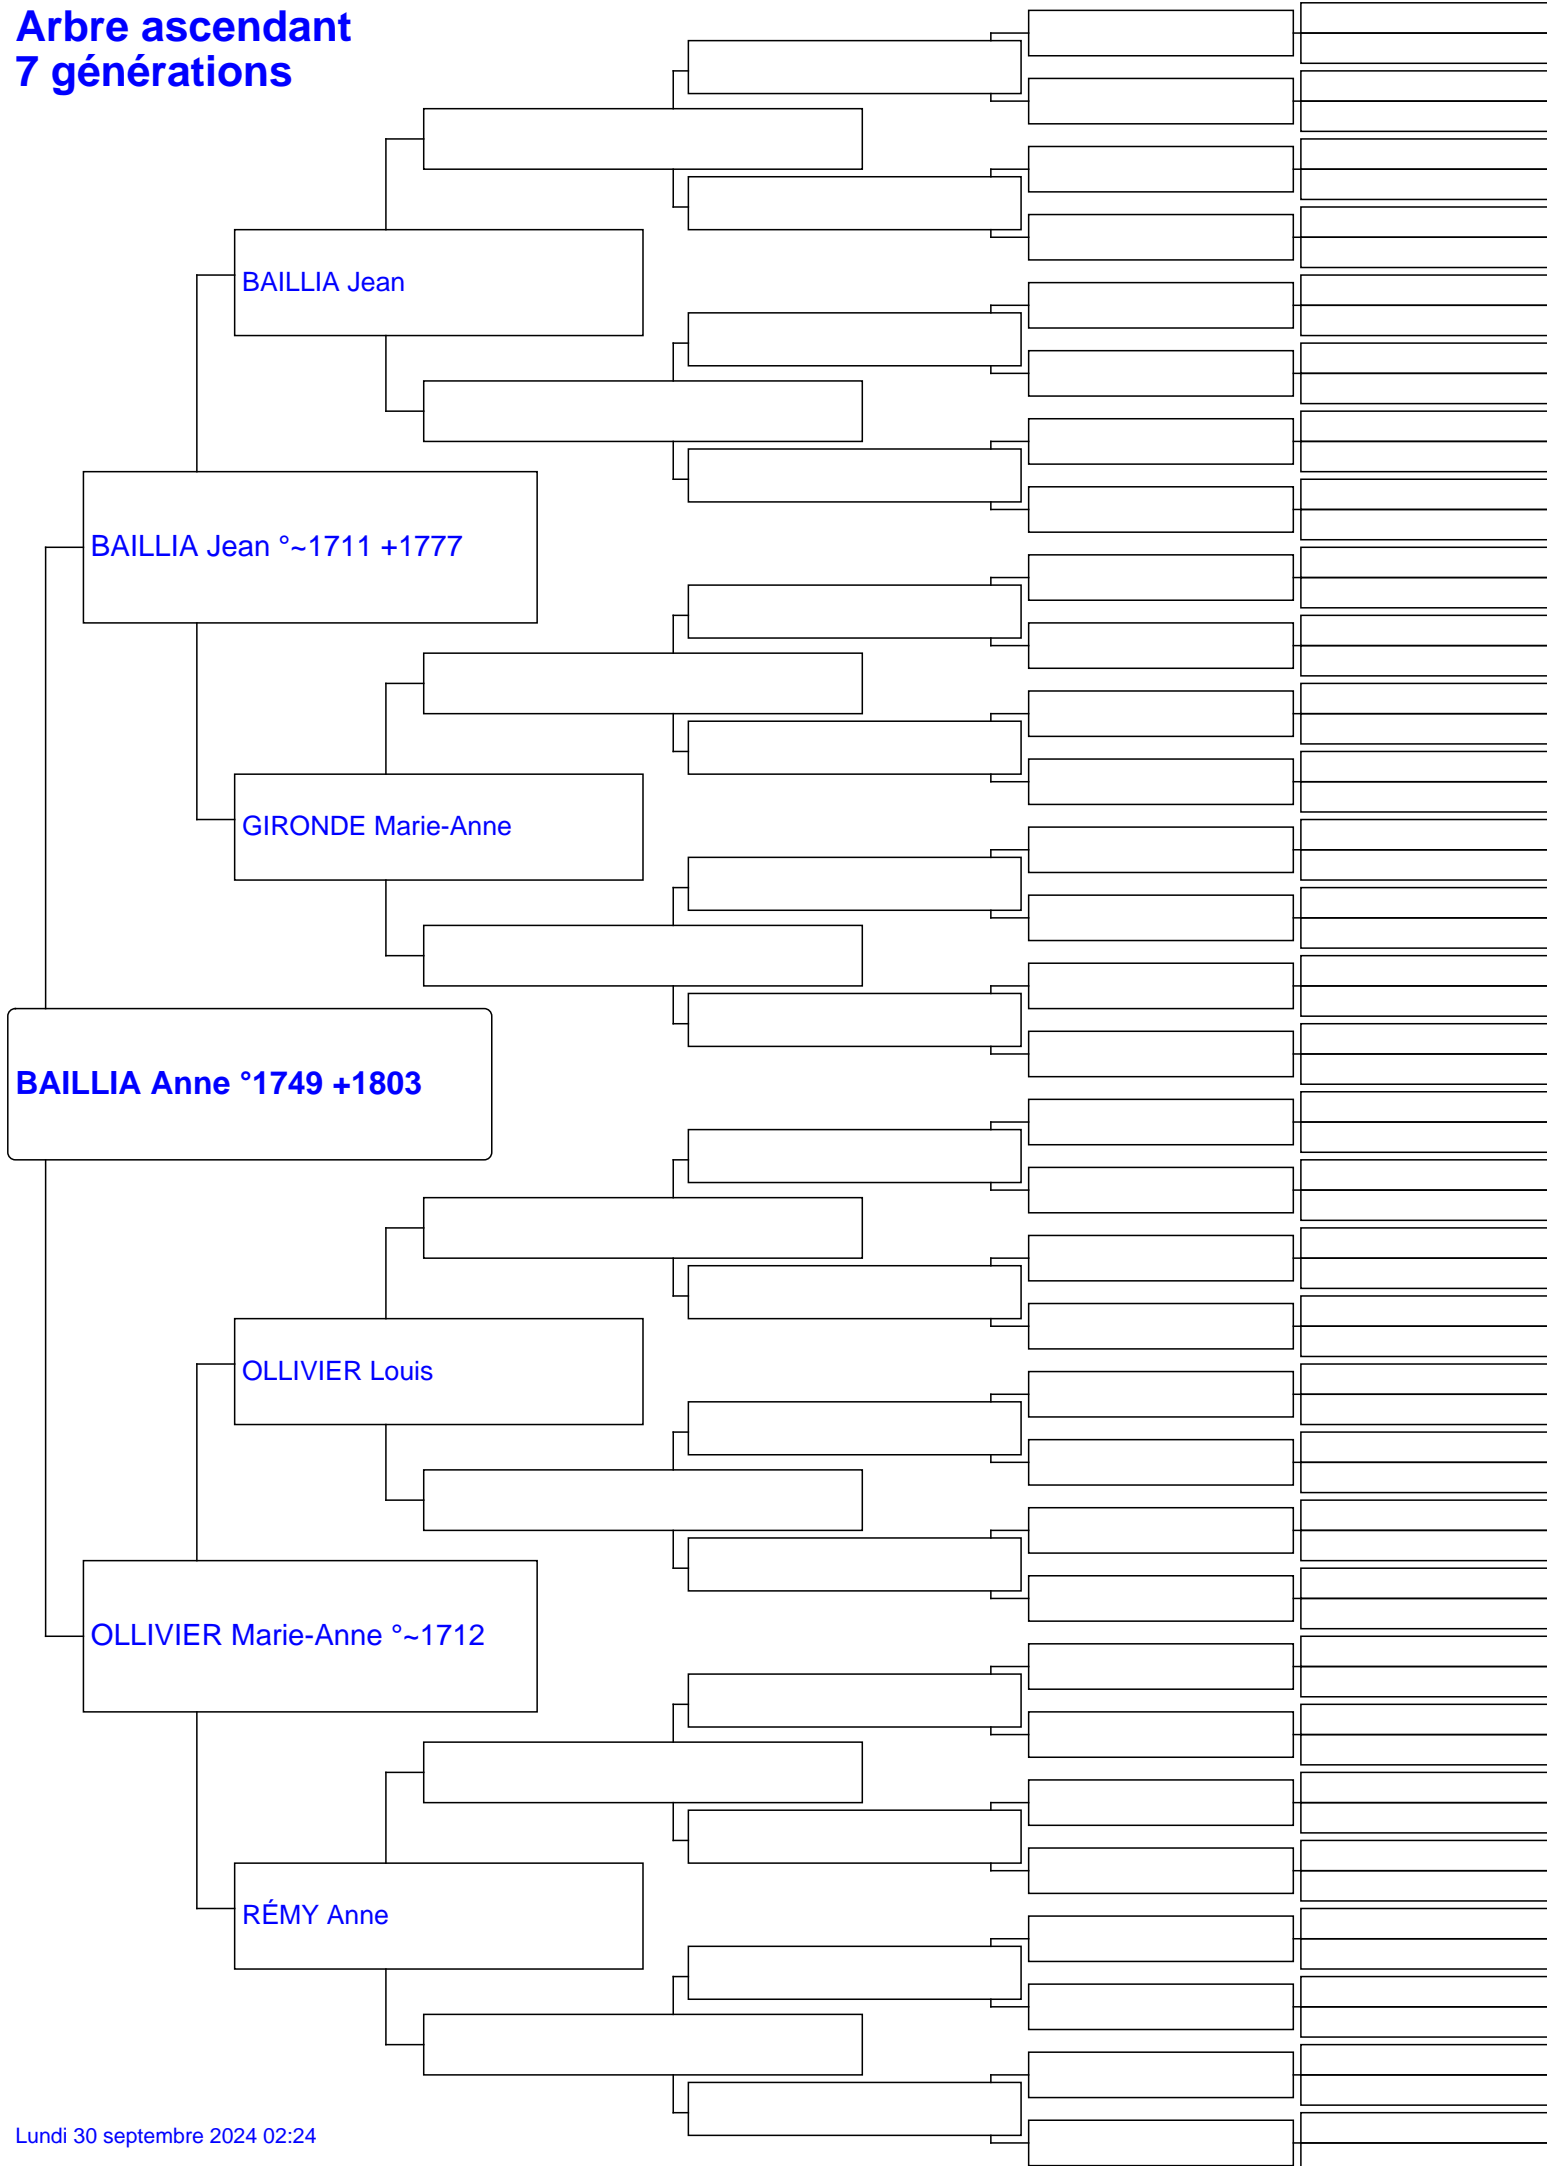 Arbre ascendant
7 générations
BAILLIA Jean
BAILLIA Jean °~1711 +1777
GIRONDE Marie-Anne
BAILLIA Anne °1749 +1803
OLLIVIER Louis
OLLIVIER Marie-Anne °~1712
RÉMY Anne
Lundi 30 septembre 2024 02:24